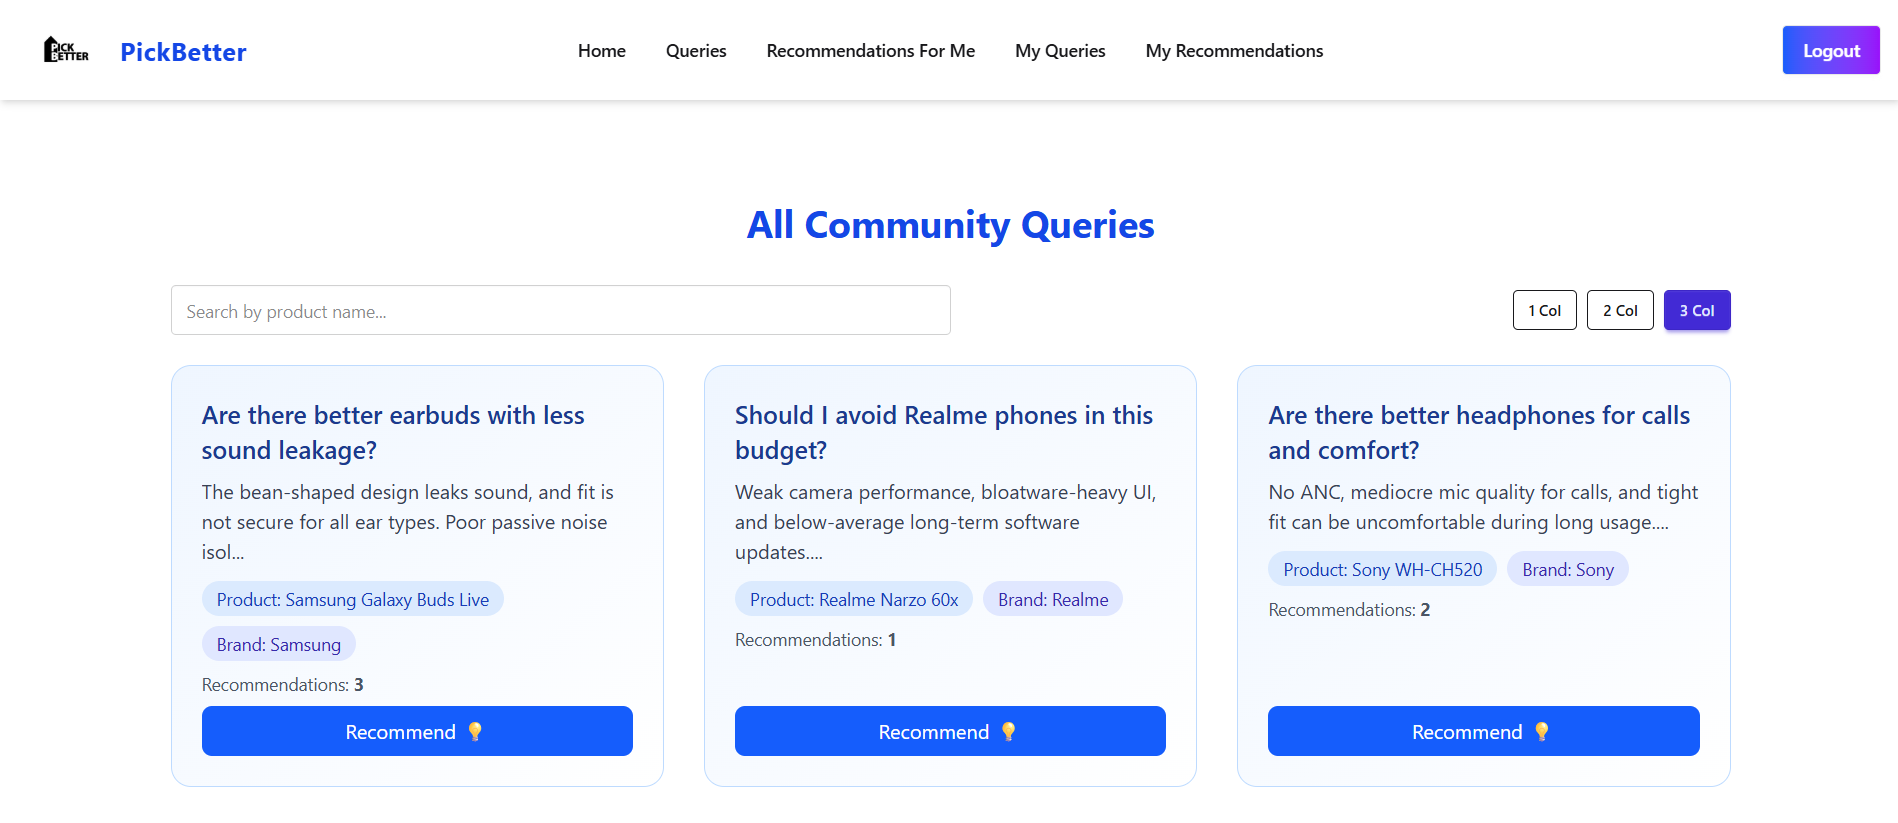 PICK
BETTER
PickBetter
Home
Queries
Recommendations For Me
My Queries
My Recommendations
Logout
All Community Queries
Search by product name...
1 Col
2 Col
3 Col
Are there better earbuds with less
sound leakage?
The bean-shaped design leaks sound, and fit is
not secure for all ear types. Poor passive noise
isol...
Product: Samsung Galaxy Buds Live
Brand: Samsung
Recommendations: 3
Recommend 💡
Should I avoid Realme phones in this
budget?
Weak camera performance, bloatware-heavy UI,
and below-average long-term software
updates....
Product: Realme Narzo 60x
Brand: Realme
Recommendations: 1
Recommend 💡
Are there better headphones for calls
and comfort?
No ANC, mediocre mic quality for calls, and tight
fit can be uncomfortable during long usage....
Product: Sony WH-CH520
Brand: Sony
Recommendations: 2
Recommend 💡